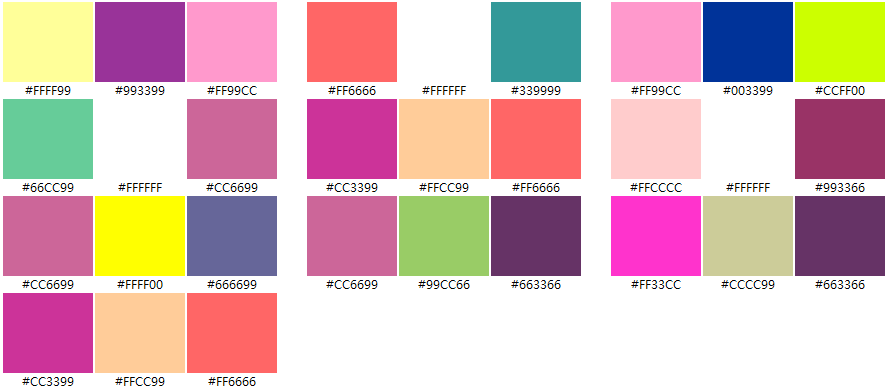 #FFFF99 #993399 #FF99CC #FF6666 #FFFFFF #339999 #FF99CC #003399 #CCFF00
#66CC99 #FFFFFF #CC6699 #CC3399 #FFCC99 #FF6666 #FFCCCC #FFFFFF #993366
#CC6699 #FFFF00 #666699 #CC6699 #99CC66 #663366 #FF33CC #CCCC99 #663366
#CC3399 #FFCC99 #FF6666